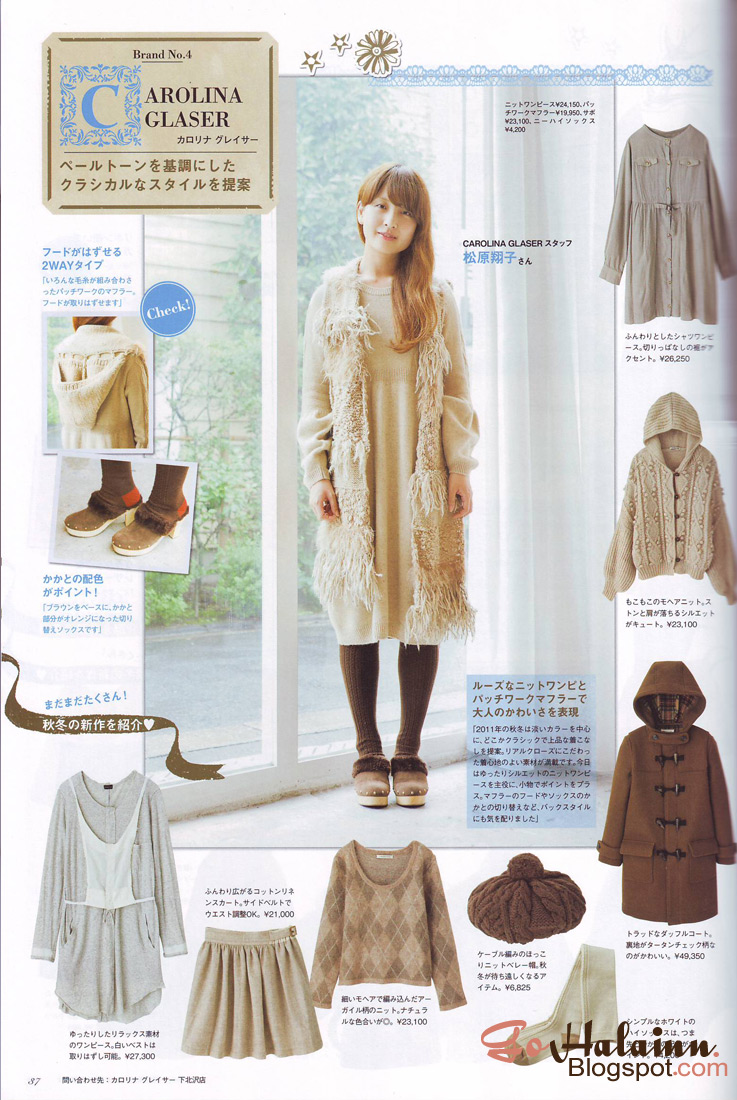 Brand No.4
CAROLINA
GLASER
カロリナ グレイサー
ペールトーンを基調にした
クラシカルなスタイルを提案
ニットワンピース¥24,150、パッ
チワークマフラー¥19,950、サボ
¥23,100、ニーハイソックス
¥4,200
CAROLINA GLASER スタッフ
松原翔子さん
フードがはずせる
2WAYタイプ
「いろんな毛糸が組み合わさ
ったパッチワークのマフラー。
フードが取りはずせます」
Check!
かかとの配色
がポイント!
「ブラウンをベースに、かかと
部分がオレンジになった切り
替えソックスです」
ふんわりとしたシャツワンピ
ース。切りっぱなしの裾がア
クセント。¥26,250
もこもこのモヘアニット。ス
トンと肩が落ちるシルエット
がキュート。¥23,100
まだまだたくさん!
秋冬の新作を紹介♥
ルーズなニットワンピと
パッチワークマフラーで
大人のかわいさを表現
「2011年の秋冬は淡いカラーを中心
に、どこかクラシックで上品な着こな
しを提案。リアルクローズにこだわっ
た着心地のよい素材が満載です。今日
はゆったりシルエットのニットワンピ
ースを主役に、小物でポイントをプ
ラス。マフラーのフードやソックスのか
かとの切り替えなど、バックスタイル
にも気を配りました」
トラッドなダッフルコート。
裏地がタータンチェック柄な
のがかわいい。¥49,350
ふんわり広がるコットンリネ
ンスカート。サイドベルトで
ウエスト調整OK。¥21,000
ケーブル編みのほっこ
りニットベレー帽。秋
冬が待ち遠しくなるア
イテム。¥6,825
細いモヘアで編み込んだアー
ガイル柄のニット。ナチュラ
ルな色合いが◎。¥23,100
ゆったりしたリラックス素材
のワンピース。白いベストは
取りはずし可能。¥27,300
シンプルなホワイトの
ハイソックスは、つま
37
問い合わせ先:カロリナ グレイサー 下北沢店
So Halainn.
Blogspot.com